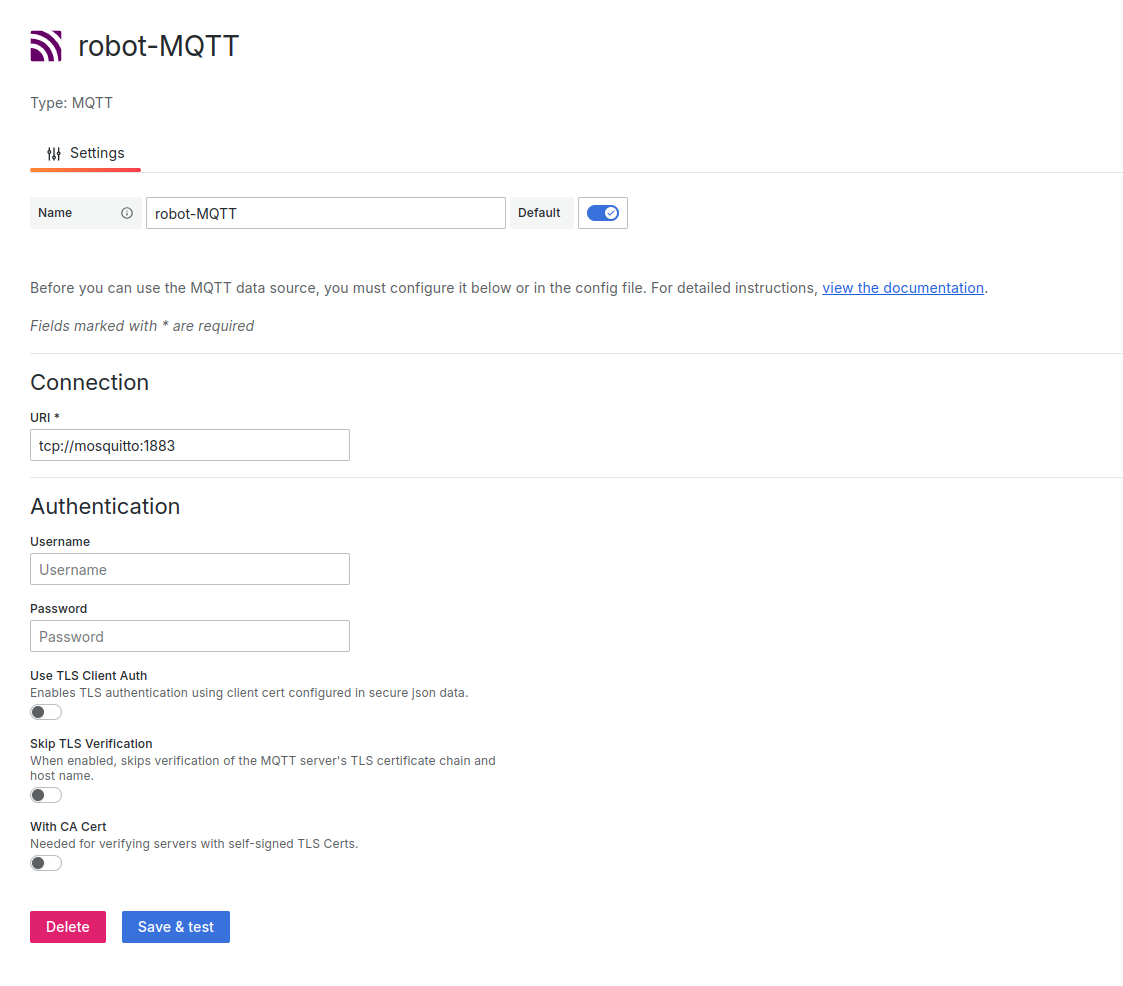 robot-MQTT
Type: MQTT
Settings
Name
robot-MQTT
Default
Before you can use the MQTT data source, you must configure it below or in the config file. For detailed instructions, view the documentation.
Fields marked with * are required
Connection
URI *
tcp://mosquitto:1883
Authentication
Username
Username
Password
Password
Use TLS Client Auth
Enables TLS authentication using client cert configured in secure json data.
Skip TLS Verification
When enabled, skips verification of the MQTT server's TLS certificate chain and
host name.
With CA Cert
Needed for verifying servers with self-signed TLS Certs.
Delete
Save & test